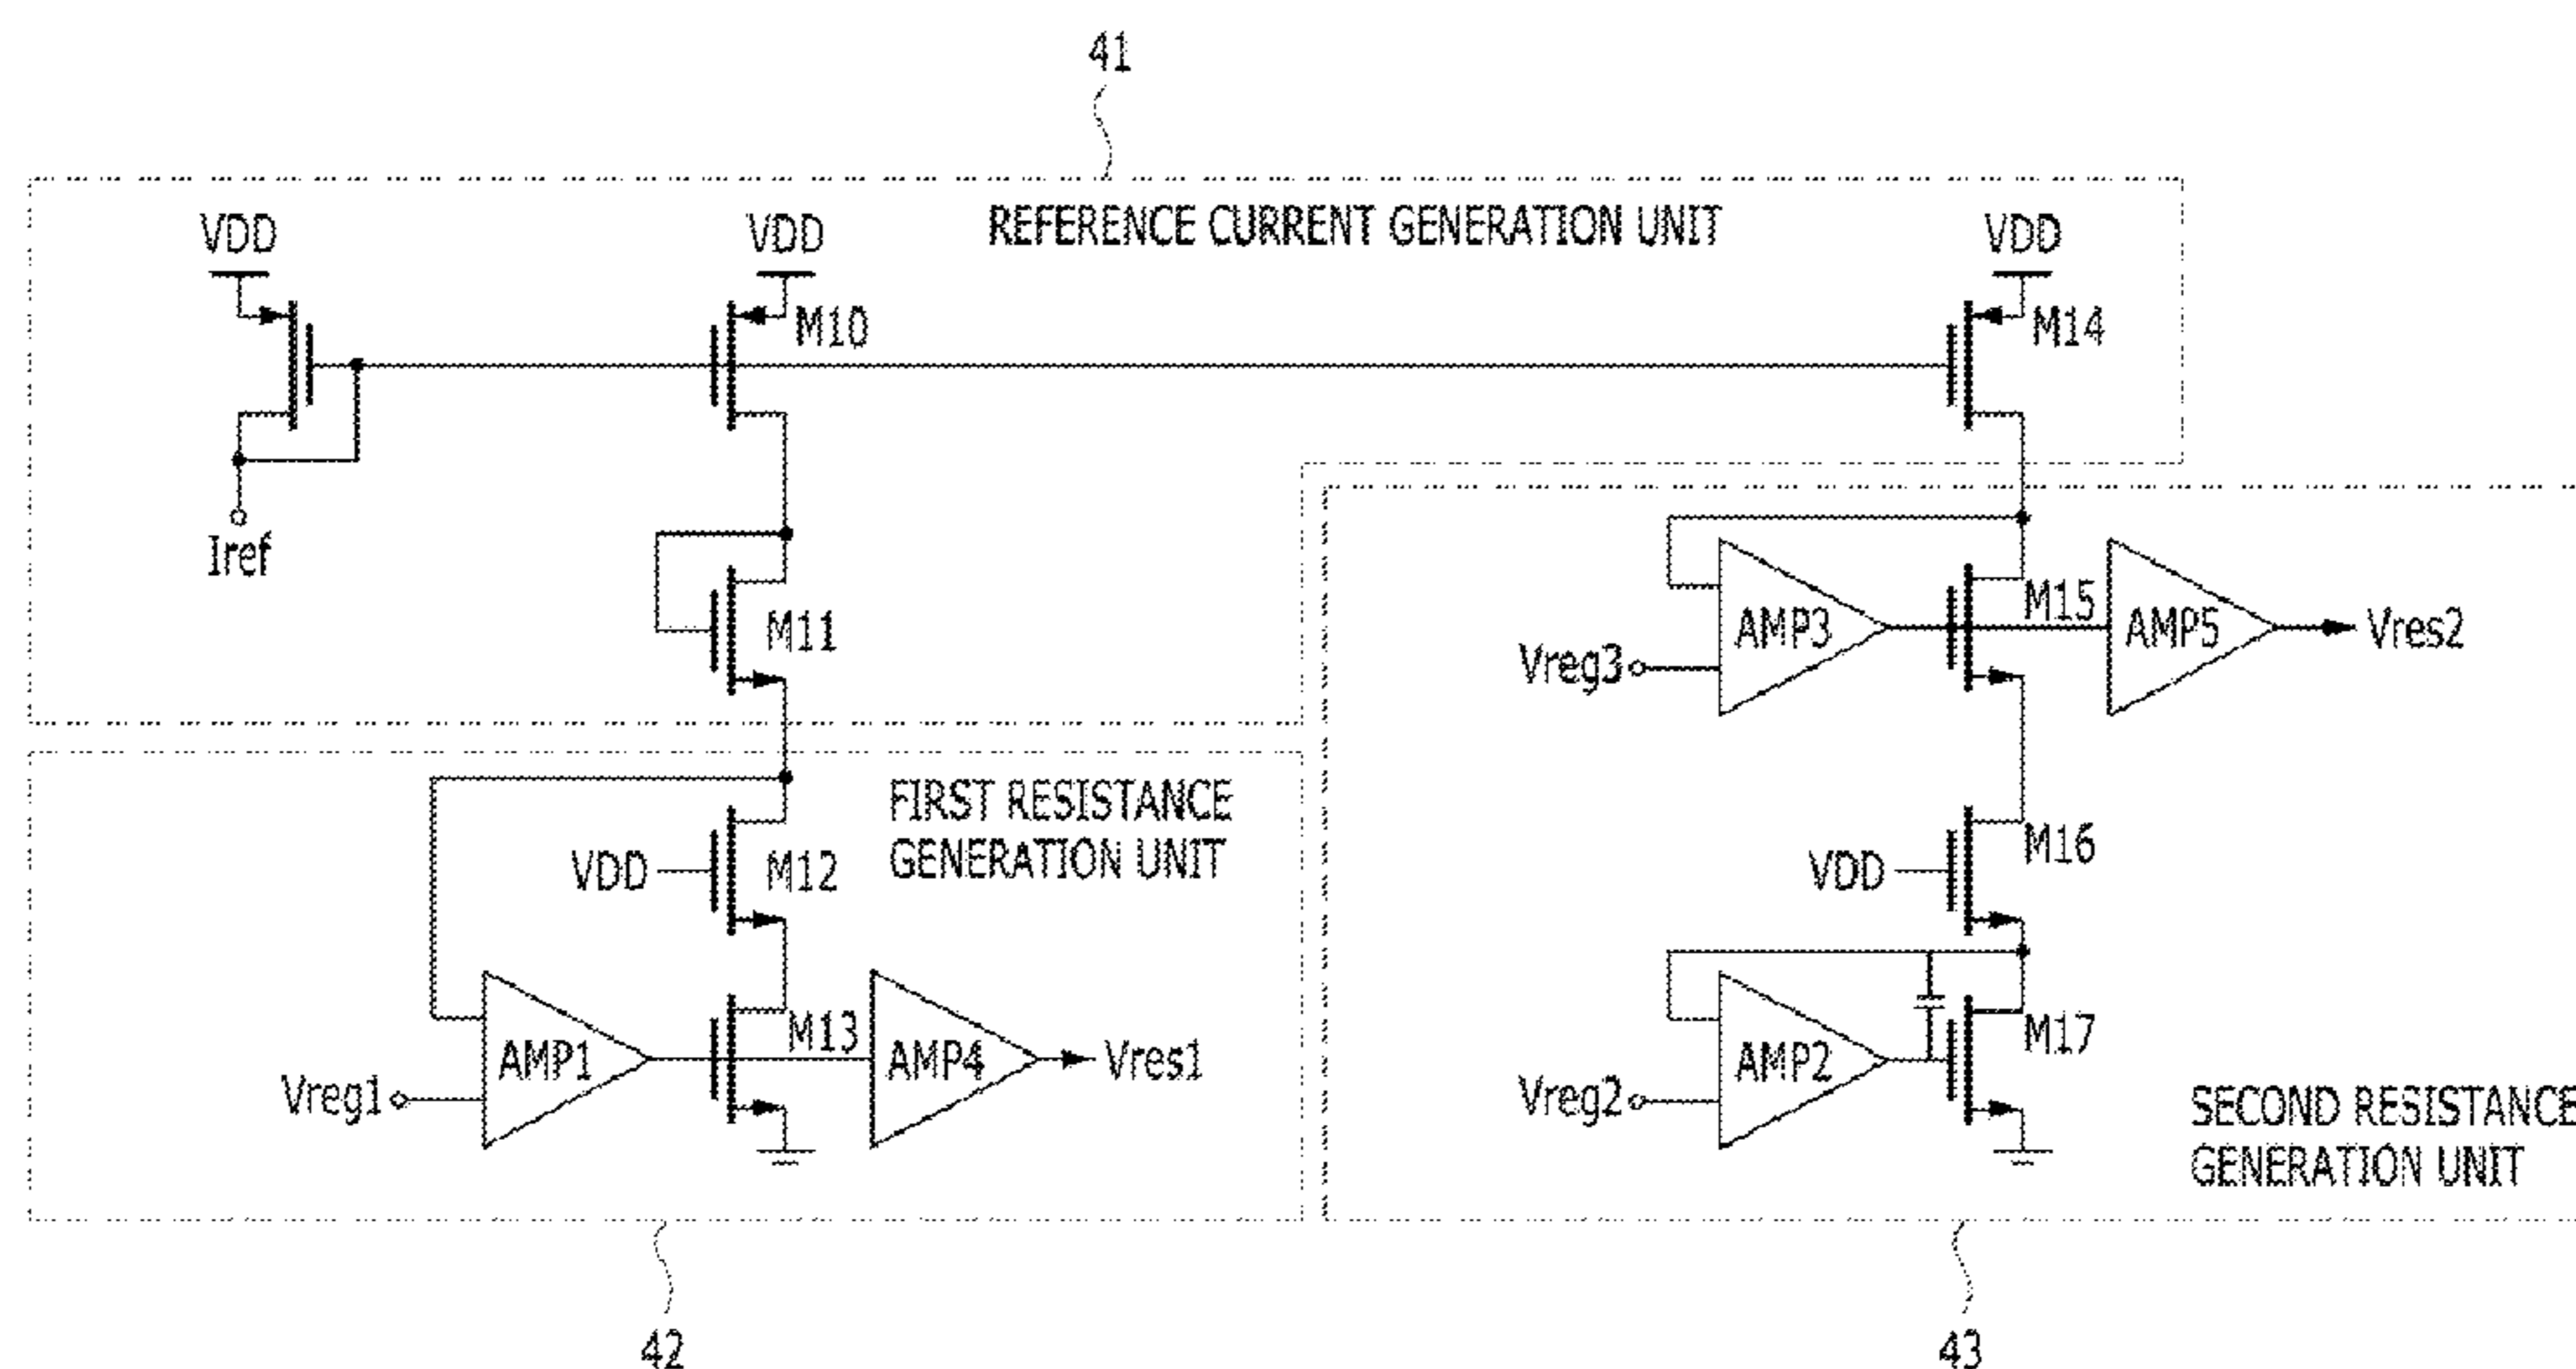 41
VDD
VDD
REFERENCE CURRENT GENERATION UNIT
VDD
M10
M14
Iref
M11
AMP3
M15
AMP5
Vres2
Vreg3
FIRST RESISTANCE
GENERATION UNIT
VDD
M12
VDD
M16
AMP1
M13
AMP4
Vres1
Vreg1
AMP2
M17
Vreg2
SECOND RESISTANCE
GENERATION UNIT
42
43